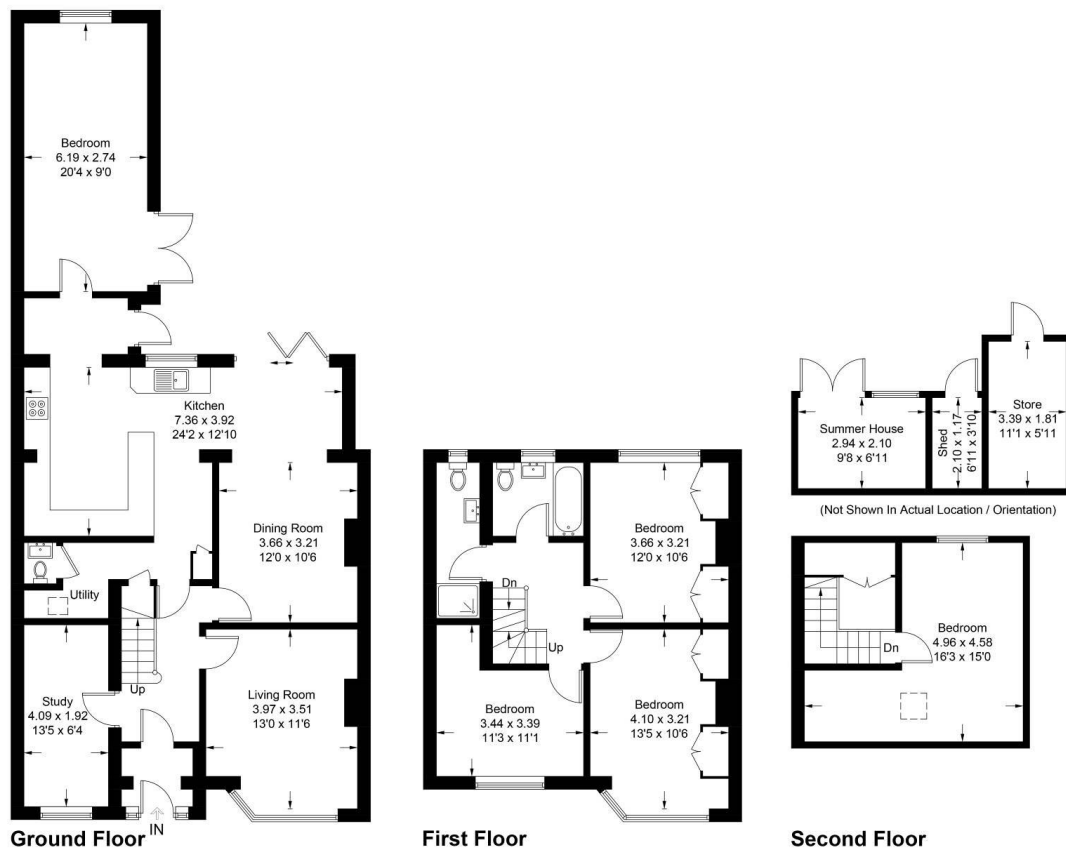 Bedroom
6.19 x 2.74
20'4 x 9'0
Kitchen
7.36 x 3.92
24'2 x 12'10
Dining Room
3.66 x 3.21
12'0 x 10'6
Utility
Up
Study
4.09 x 1.92
13'5 x 6'4
Living Room
3.97 x 3.51
13'0 x 11'6
IN
Ground Floor
Bedroom
3.66 x 3.21
12'0 x 10'6
Dn
Up
Bedroom
3.44 x 3.39
11'3 x 11'1
Bedroom
4.10 x 3.21
13'5 x 10'6
First Floor
Summer House
2.94 x 2.10
9'8 x 6'11
Shed
2.10 x 1.17
6'11 x 3'10
Store
3.39 x 1.81
11'1 x 5'11
(Not Shown In Actual Location / Orientation)
Bedroom
4.96 x 4.58
16'3 x 15'0
Dn
Second Floor